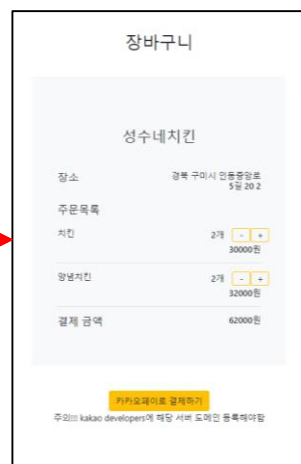 장바구니
성수네치킨
장소 경북 구미시 인동중앙로
5길 20 2
주문목록
치킨 2개 - +
30000원
양념치킨 2개 - +
32000원
결제 금액 62000원
카카오페이로 결제하기
주의!!! kakao developers에 해당 서버 도메인 등록해야함